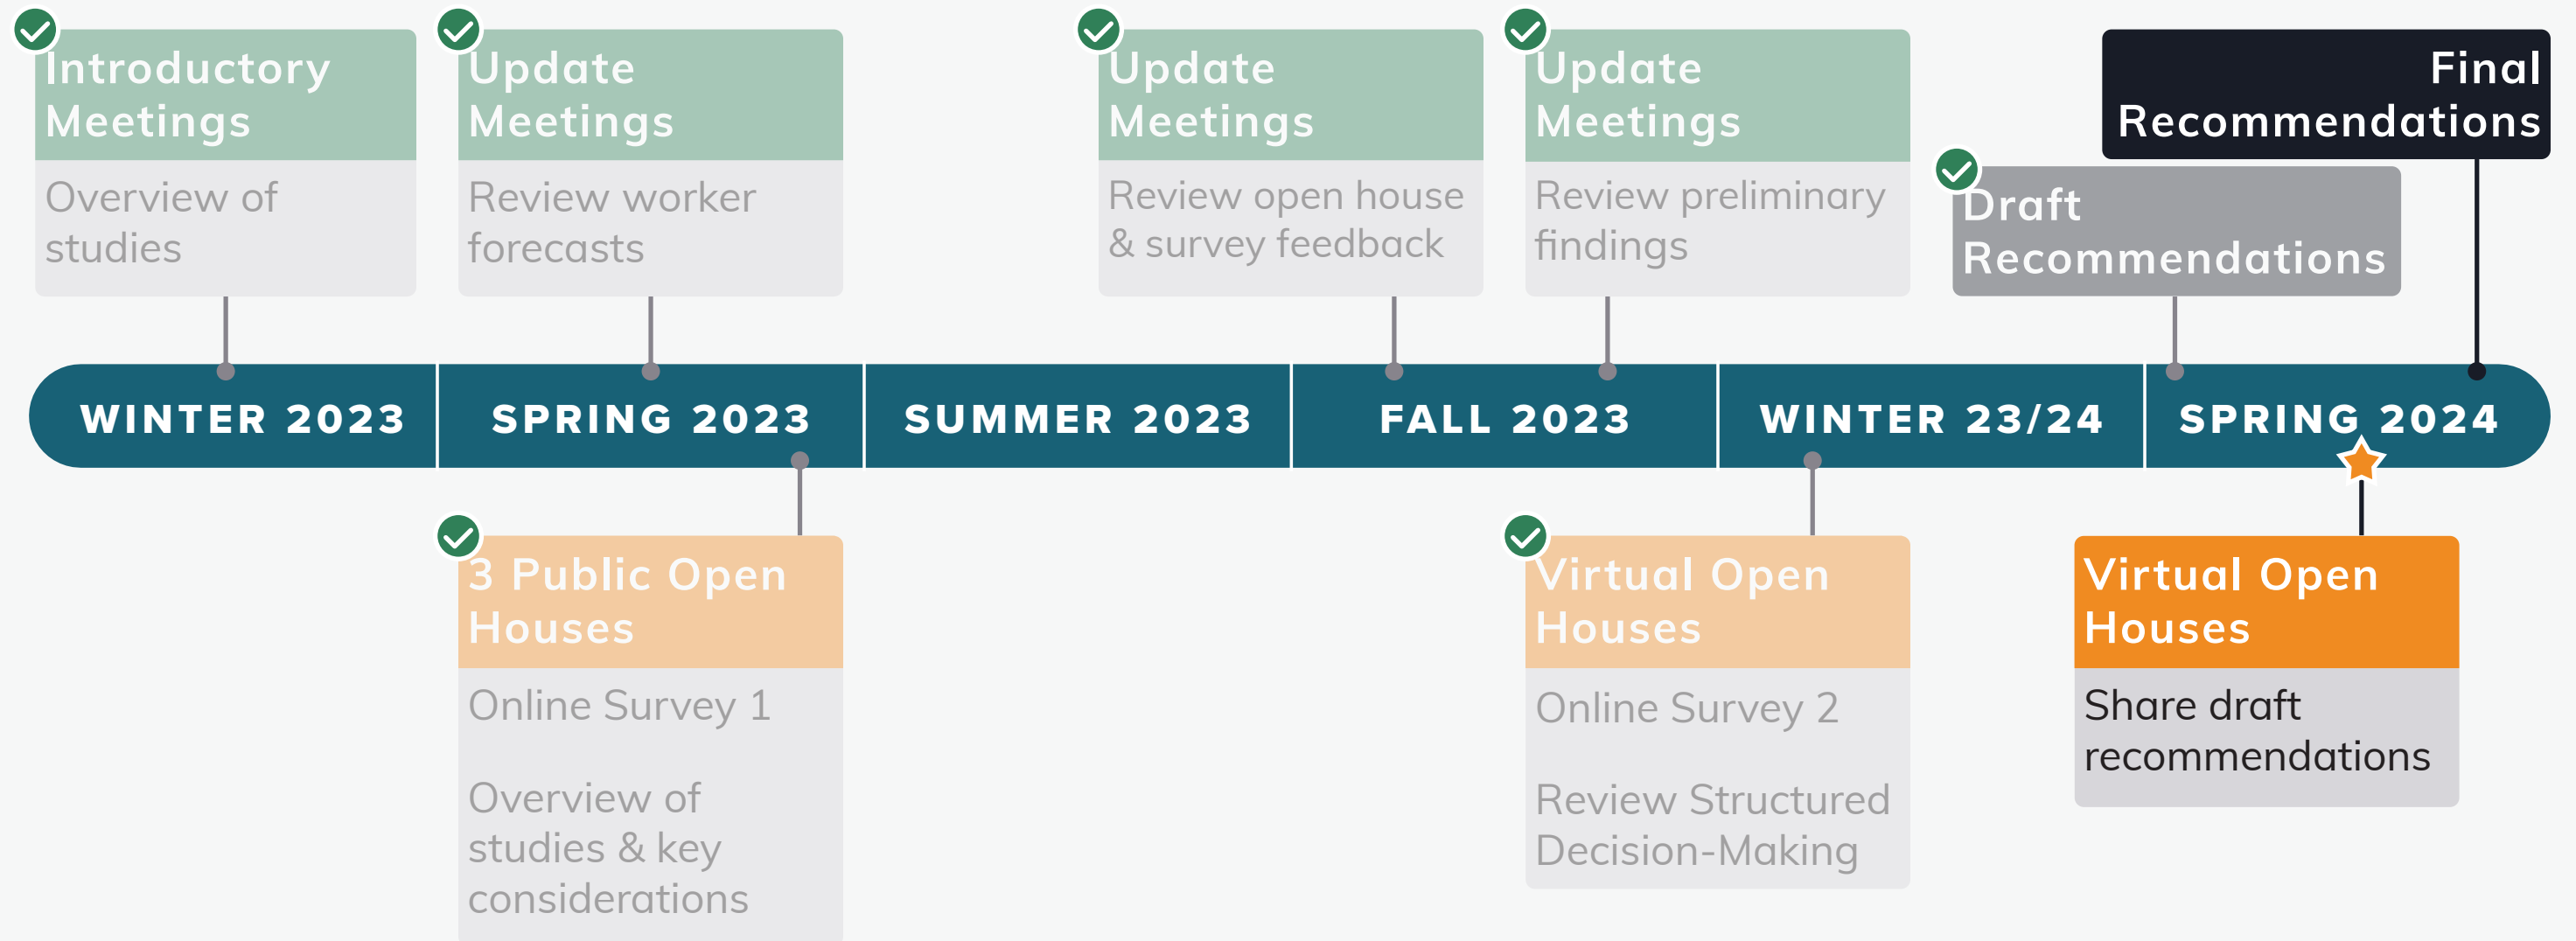 Introductory
Meetings
Overview of
studies
Update
Meetings
Review worker
forecasts
Update
Meetings
Review open house
& survey feedback
Update
Meetings
Review preliminary
findings
Draft
Recommendations
Final
Recommendations
WINTER 2023
SPRING 2023
SUMMER 2023
FALL 2023
WINTER 23/24
SPRING 2024
3 Public Open
Houses
Online Survey 1
Overview of
studies & key
considerations
Virtual Open
Houses
Online Survey 2
Review Structured
Decision-Making
Virtual Open
Houses
Share draft
recommendations